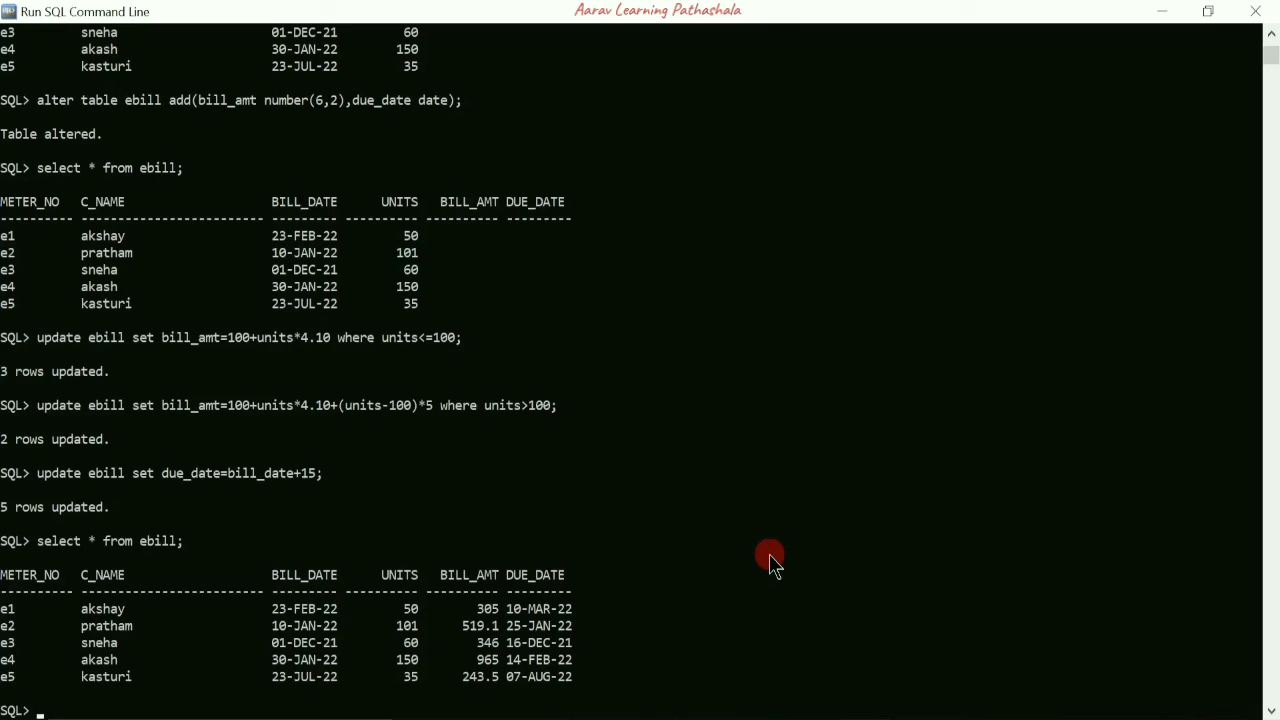 Run SQL Command Line
Aarav Learning Pathashala
e3 sneha 01-DEC-21 60
e4 akash 30-JAN-22 150
e5 kasturi 23-JUL-22 35
SQL> alter table ebill add(bill_amt number(6,2),due_date date);
Table altered.
SQL> select * from ebill;
METER_NO C_NAME BILL_DATE UNITS BILL_AMT DUE_DATE
---------- ------------------------- --------- ---------- ---------- ---------
e1 akshay 23-FEB-22 50
e2 pratham 10-JAN-22 101
e3 sneha 01-DEC-21 60
e4 akash 30-JAN-22 150
e5 kasturi 23-JUL-22 35
SQL> update ebill set bill_amt=100+units*4.10 where units<=100;
3 rows updated.
SQL> update ebill set bill_amt=100+units*4.10+(units-100)*5 where units>100;
2 rows updated.
SQL> update ebill set due_date=bill_date+15;
5 rows updated.
SQL> select * from ebill;
METER_NO C_NAME BILL_DATE UNITS BILL_AMT DUE_DATE
---------- ------------------------- --------- ---------- ---------- ---------
e1 akshay 23-FEB-22 50 305 10-MAR-22
e2 pratham 10-JAN-22 101 519.1 25-JAN-22
e3 sneha 01-DEC-21 60 346 16-DEC-21
e4 akash 30-JAN-22 150 965 14-FEB-22
e5 kasturi 23-JUL-22 35 243.5 07-AUG-22
SQL>